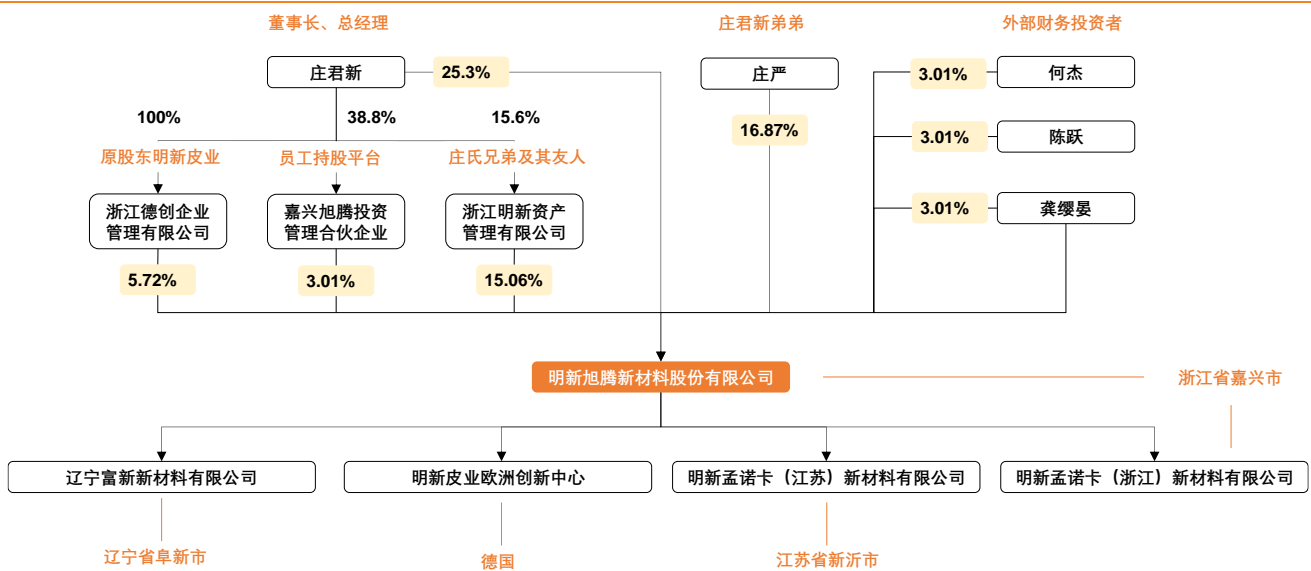 董事长、总经理
庄君新弟弟
外部财务投资者
庄君新
25.3%
庄严
3.01%
何杰
100%
38.8%
15.6%
16.87%
3.01%
陈跃
原股东明新皮业
员工持股平台
庄氏兄弟及其友人
浙江德创企业
管理有限公司
嘉兴旭腾投资
管理合伙企业
浙江明新资产
管理有限公司
3.01%
龚缨晏
5.72%
3.01%
15.06%
明新旭腾新材料股份有限公司
浙江省嘉兴市
辽宁富新新材料有限公司
明新皮业欧洲创新中心
明新孟诺卡（江苏）新材料有限公司
明新孟诺卡（浙江）新材料有限公司
辽宁省阜新市
德国
江苏省新沂市